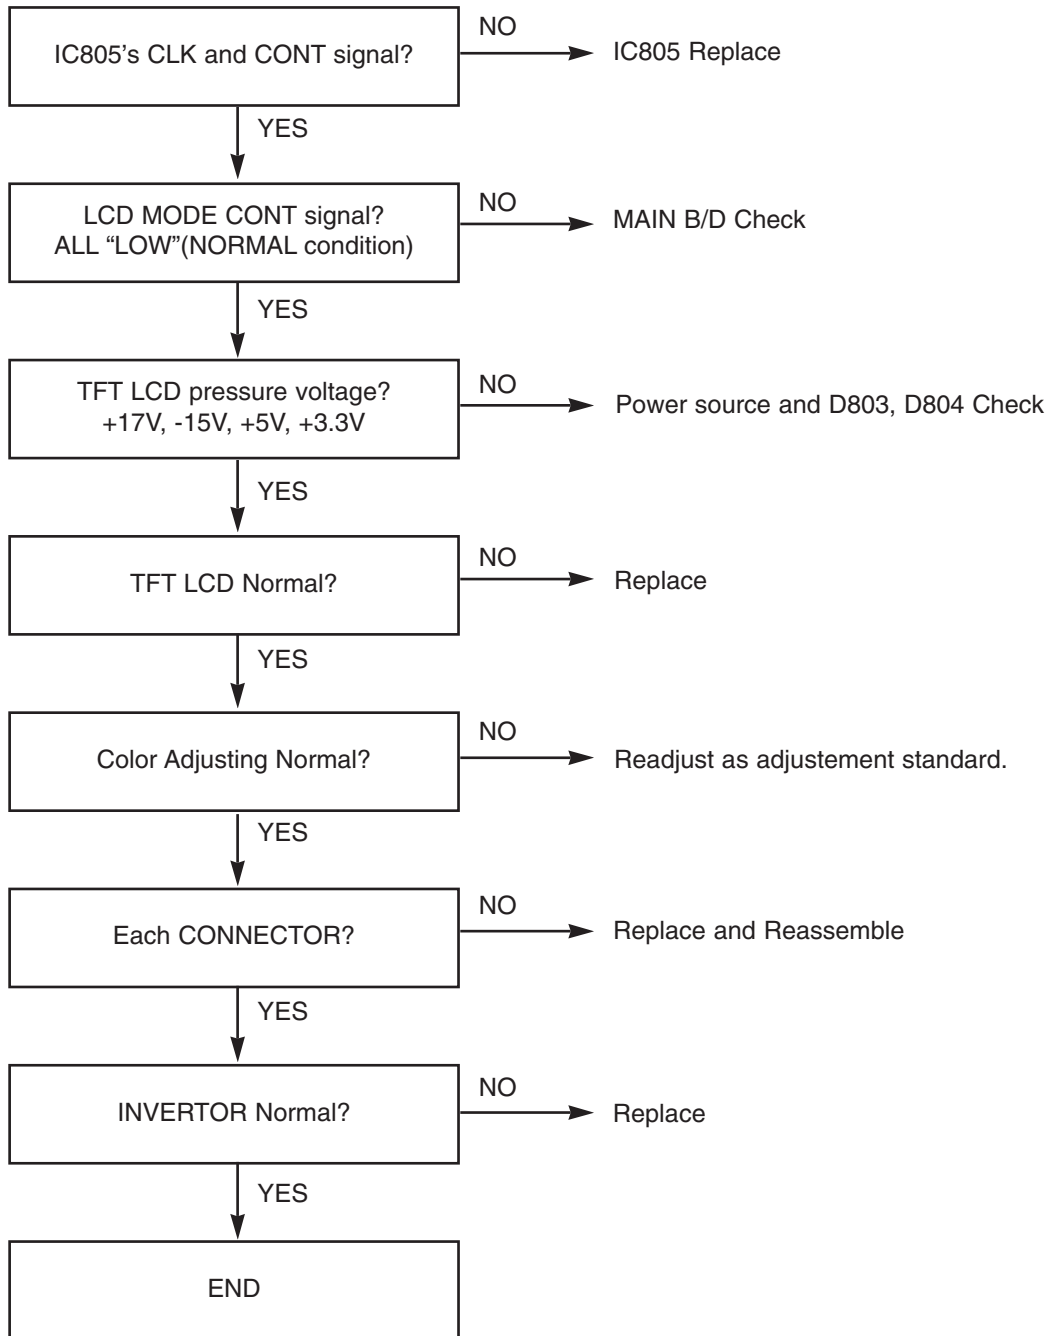 IC805's CLK and CONT signal?
NO
IC805 Replace
YES
LCD MODE CONT signal?
ALL “LOW”(NORMAL condition)
NO
MAIN B/D Check
YES
TFT LCD pressure voltage?
+17V, -15V, +5V, +3.3V
NO
Power source and D803, D804 Check
YES
TFT LCD Normal?
NO
Replace
YES
Color Adjusting Normal?
NO
Readjust as adjustement standard.
YES
Each CONNECTOR?
NO
Replace and Reassemble
YES
INVERTOR Normal?
NO
Replace
YES
END